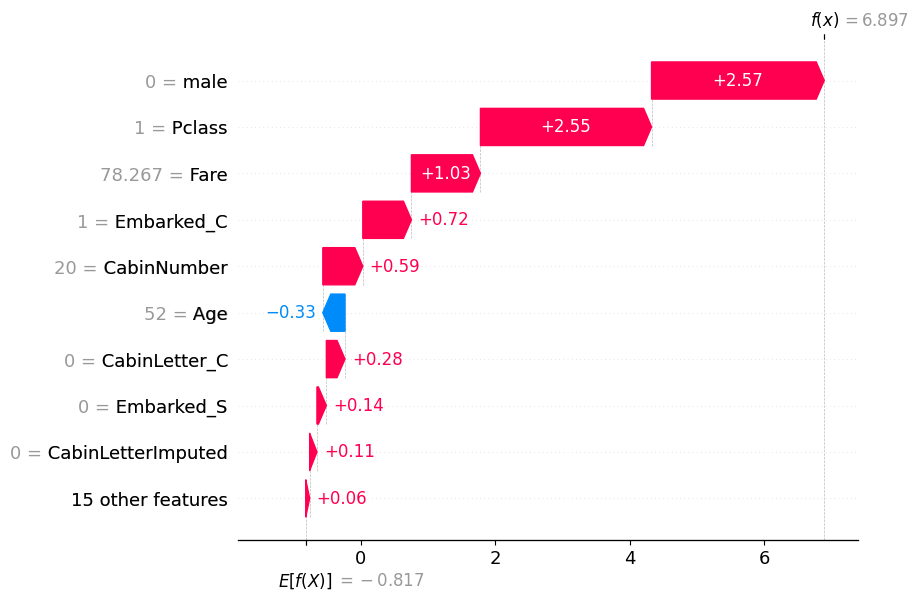 f(x) = 6.897
0 = male +2.57
1 = Pclass +2.55
78.267 = Fare +1.03
1 = Embarked_C +0.72
20 = CabinNumber +0.59
52 = Age −0.33
0 = CabinLetter_C +0.28
0 = Embarked_S +0.14
0 = CabinLetterImputed +0.11
15 other features +0.06
0 2 4 6
E[f(X)] = −0.817